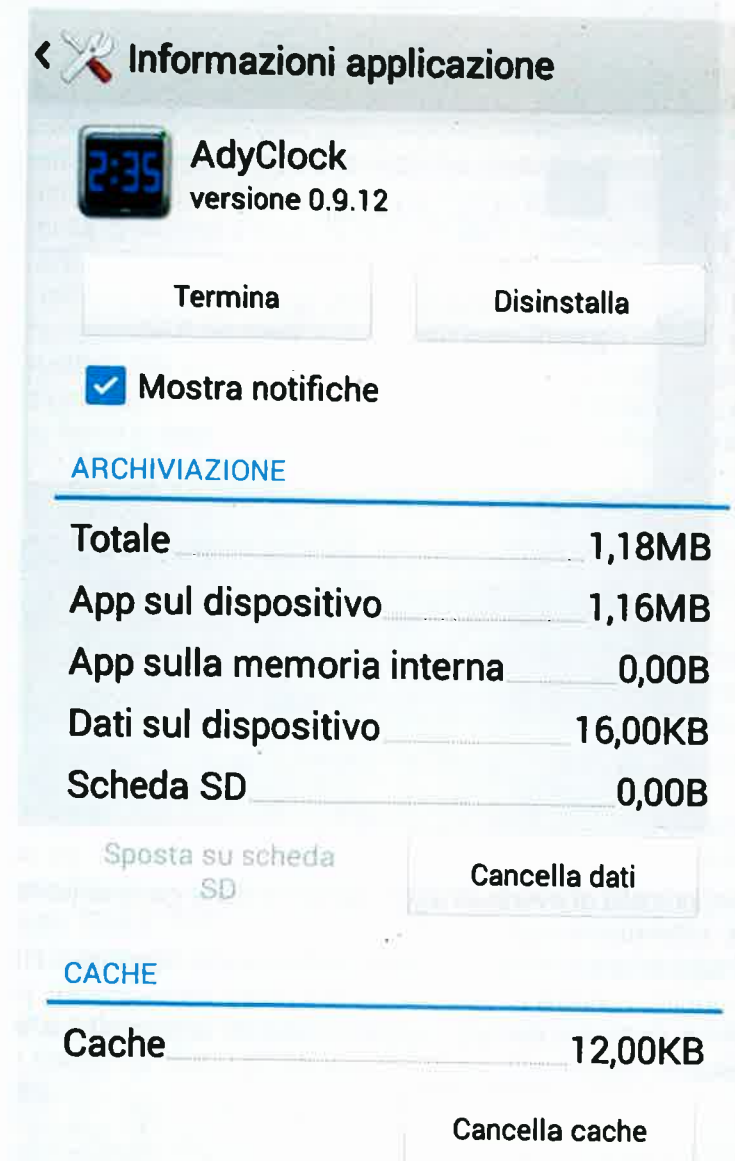 Informazioni applicazione
2:35
AdyClock
versione 0.9.12
Termina
Disinstalla
Mostra notifiche
ARCHIVIAZIONE
Totale 1,18MB
App sul dispositivo 1,16MB
App sulla memoria interna 0,00B
Dati sul dispositivo 16,00KB
Scheda SD 0,00B
Sposta su scheda
SD
Cancella dati
CACHE
Cache 12,00KB
Cancella cache